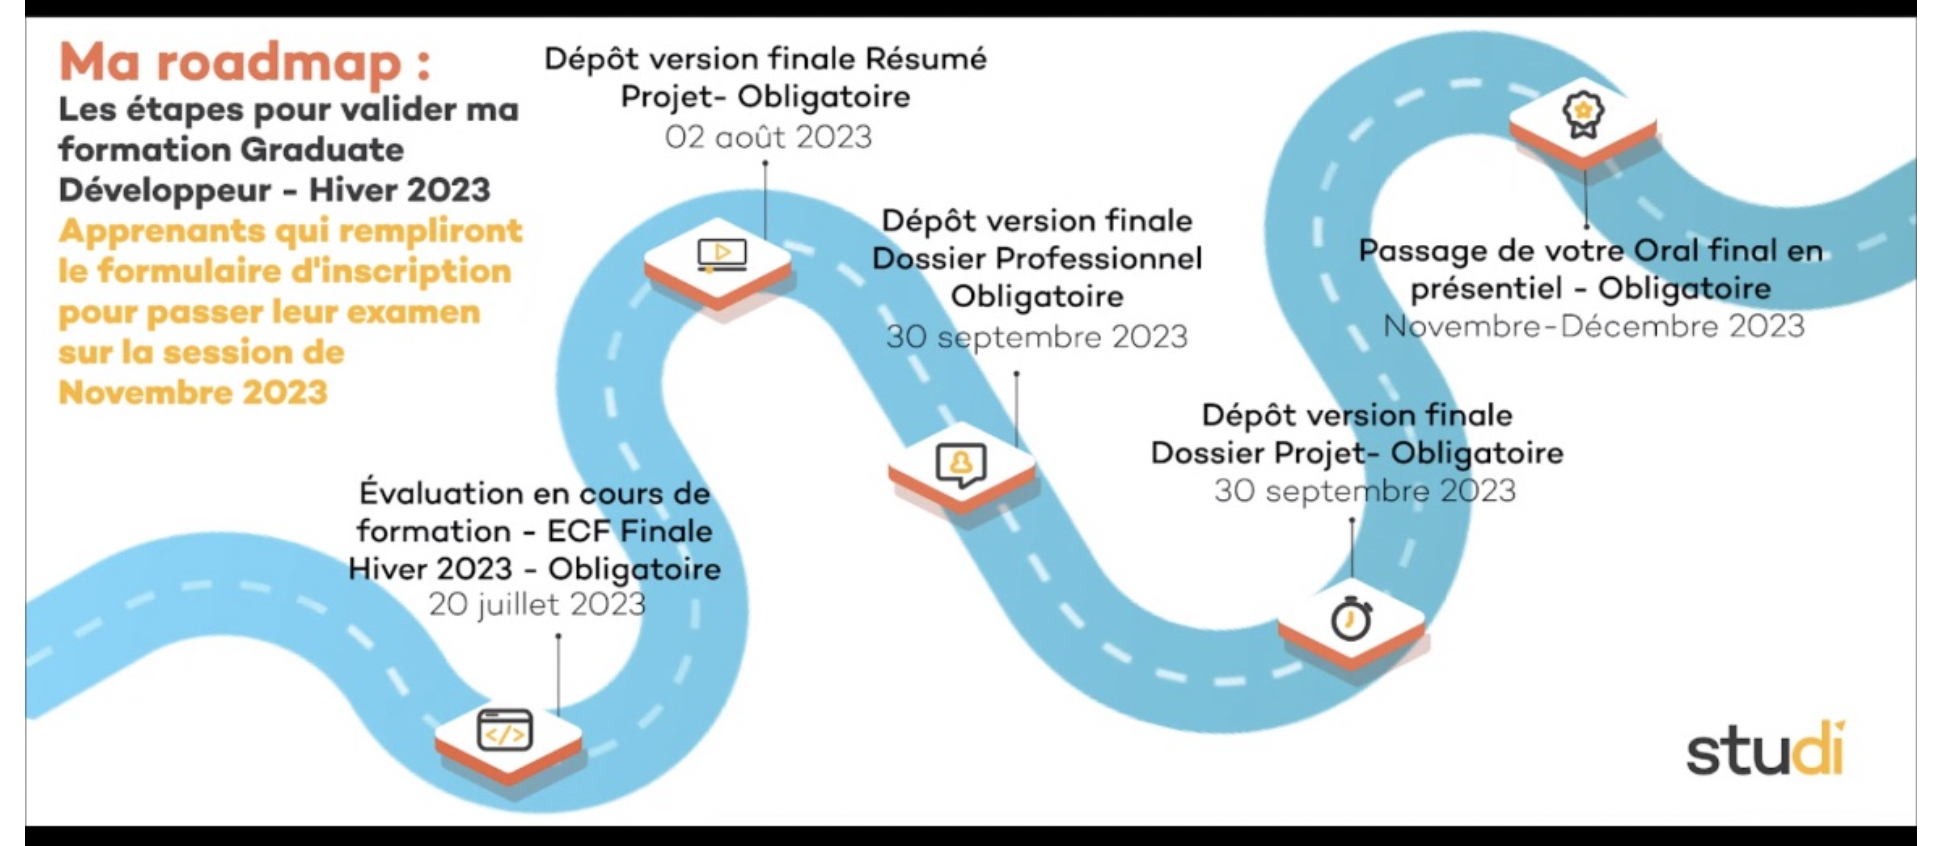 Ma roadmap :
Les étapes pour valider ma
formation Graduate
Développeur - Hiver 2023
Apprenants qui rempliront
le formulaire d'inscription
pour passer leur examen
sur la session de
Novembre 2023
Évaluation en cours de
formation - ECF Finale
Hiver 2023 - Obligatoire
20 juillet 2023
</>
Dépôt version finale Résumé
Projet- Obligatoire
02 août 2023
Dépôt version finale
Dossier Professionnel
Obligatoire
30 septembre 2023
Dépôt version finale
Dossier Projet- Obligatoire
30 septembre 2023
Passage de votre Oral final en
présentiel - Obligatoire
Novembre-Décembre 2023
studi